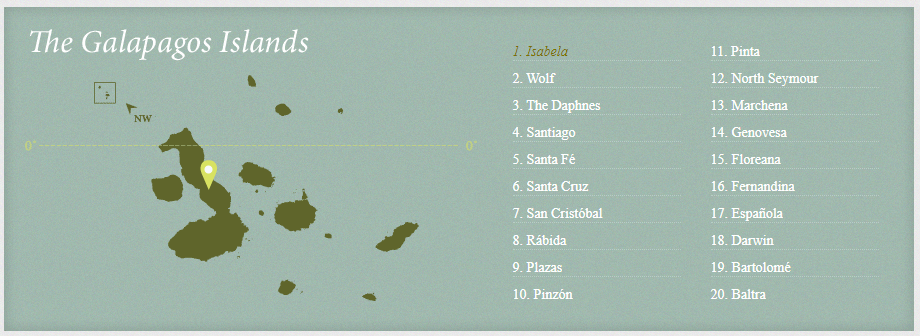 The Galapagos Islands
NW
0°
0°
1. Isabela
2. Wolf
3. The Daphnes
4. Santiago
5. Santa Fé
6. Santa Cruz
7. San Cristóbal
8. Rábida
9. Plazas
10. Pinzón
11. Pinta
12. North Seymour
13. Marchena
14. Genovesa
15. Floreana
16. Fernandina
17. Española
18. Darwin
19. Bartolomé
20. Baltra